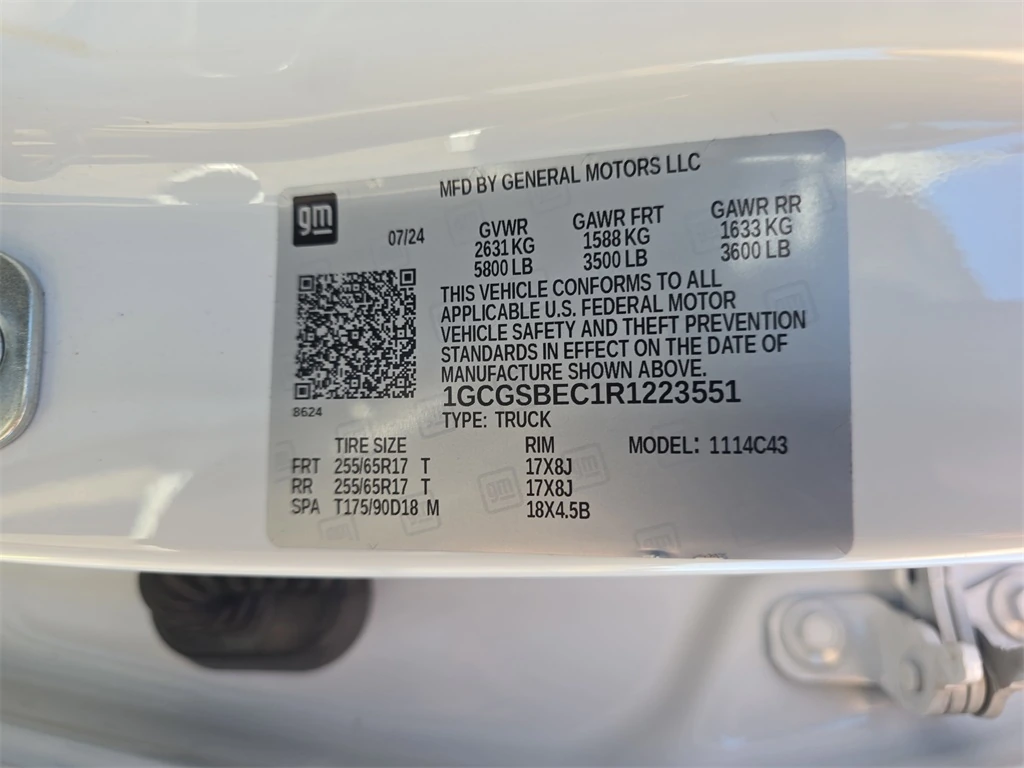 MFD BY GENERAL MOTORS LLC
gm
07/24
GVWR
2631 KG
5800 LB
GAWR FRT
1588 KG
3500 LB
GAWR RR
1633 KG
3600 LB
THIS VEHICLE CONFORMS TO ALL
APPLICABLE U.S. FEDERAL MOTOR
VEHICLE SAFETY AND THEFT PREVENTION
STANDARDS IN EFFECT ON THE DATE OF
MANUFACTURE SHOWN ABOVE.
8624
1GCGSBEC1R1223551
TYPE: TRUCK
TIRE SIZE RIM MODEL: 1114C43
FRT 255/65R17 T 17X8J
RR 255/65R17 T 17X8J
SPA T175/90D18 M 18X4.5B